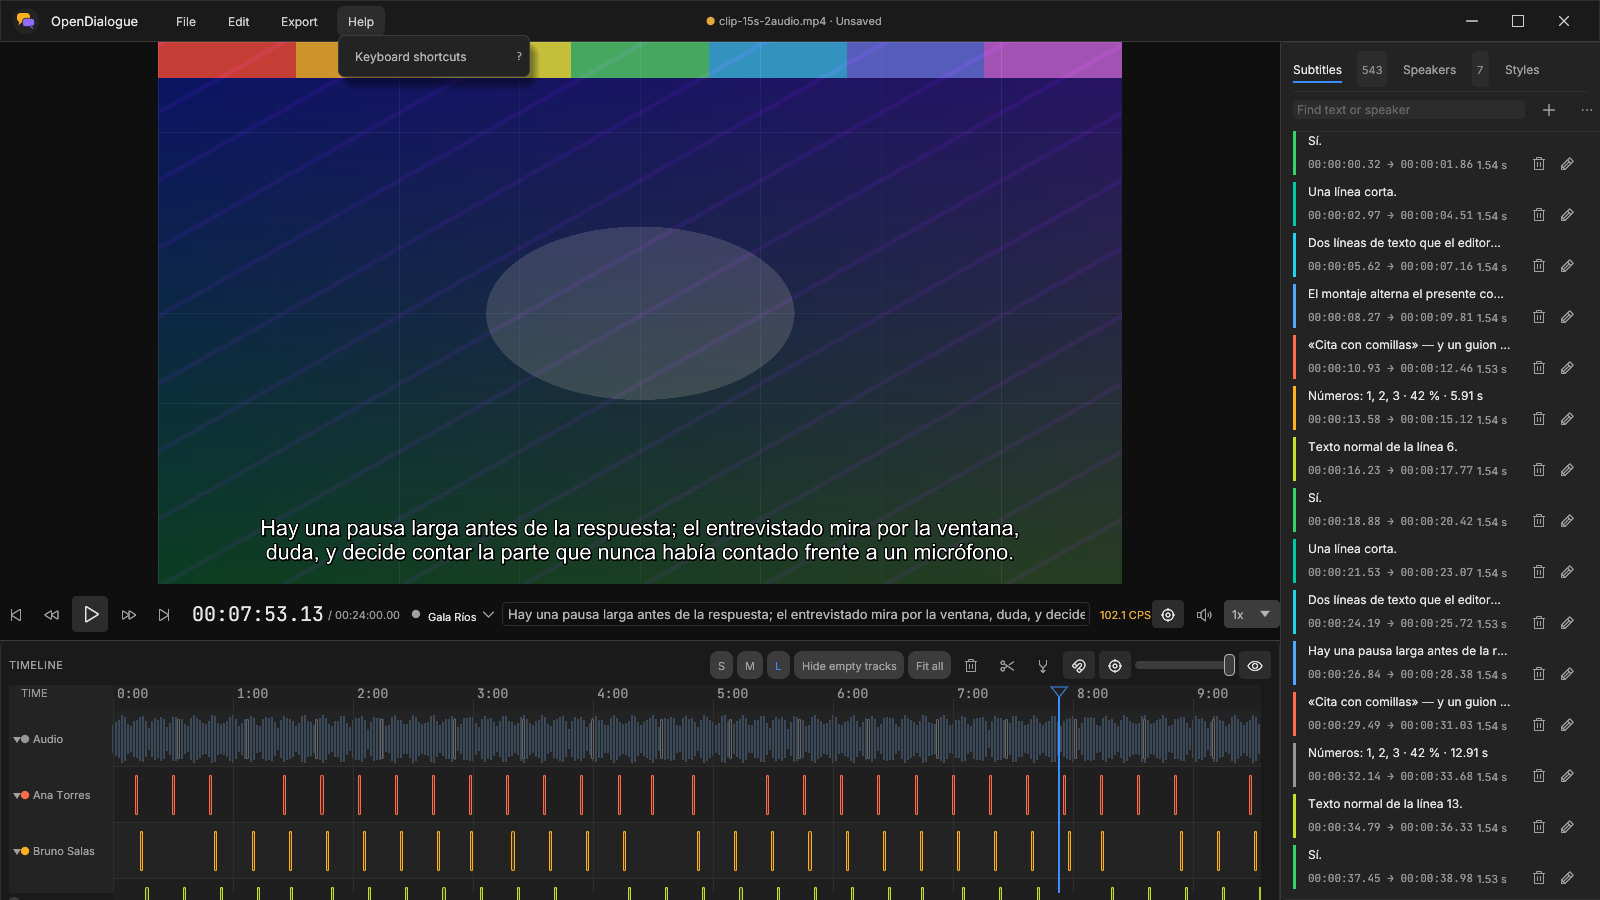 OpenDialogue
File
Edit
Export
Help
clip-15s-2audio.mp4 · Unsaved
Keyboard shortcuts
?
Hay una pausa larga antes de la respuesta; el entrevistado mira por la ventana,
duda, y decide contar la parte que nunca había contado frente a un micrófono.
00:07:53.13 / 00:24:00.00
Gala Ríos
Hay una pausa larga antes de la respuesta; el entrevistado mira por la ventana, duda, y decide
102.1 CPS
1x
TIMELINE
S
M
L
Hide empty tracks
Fit all
TIME
0:00
1:00
2:00
3:00
4:00
5:00
6:00
7:00
8:00
9:00
Audio
Ana Torres
Bruno Salas
Subtitles
543
Speakers
7
Styles
Find text or speaker
Sí.
00:00:00.32 → 00:00:01.86 1.54 s
Una línea corta.
00:00:02.97 → 00:00:04.51 1.54 s
Dos líneas de texto que el editor...
00:00:05.62 → 00:00:07.16 1.54 s
El montaje alterna el presente co...
00:00:08.27 → 00:00:09.81 1.54 s
«Cita con comillas» — y un guion ...
00:00:10.93 → 00:00:12.46 1.53 s
Números: 1, 2, 3 · 42 % · 5.91 s
00:00:13.58 → 00:00:15.12 1.54 s
Texto normal de la línea 6.
00:00:16.23 → 00:00:17.77 1.54 s
Sí.
00:00:18.88 → 00:00:20.42 1.54 s
Una línea corta.
00:00:21.53 → 00:00:23.07 1.54 s
Dos líneas de texto que el editor...
00:00:24.19 → 00:00:25.72 1.53 s
Hay una pausa larga antes de la r...
00:00:26.84 → 00:00:28.38 1.54 s
«Cita con comillas» — y un guion ...
00:00:29.49 → 00:00:31.03 1.54 s
Números: 1, 2, 3 · 42 % · 12.91 s
00:00:32.14 → 00:00:33.68 1.54 s
Texto normal de la línea 13.
00:00:34.79 → 00:00:36.33 1.54 s
Sí.
00:00:37.45 → 00:00:38.98 1.53 s